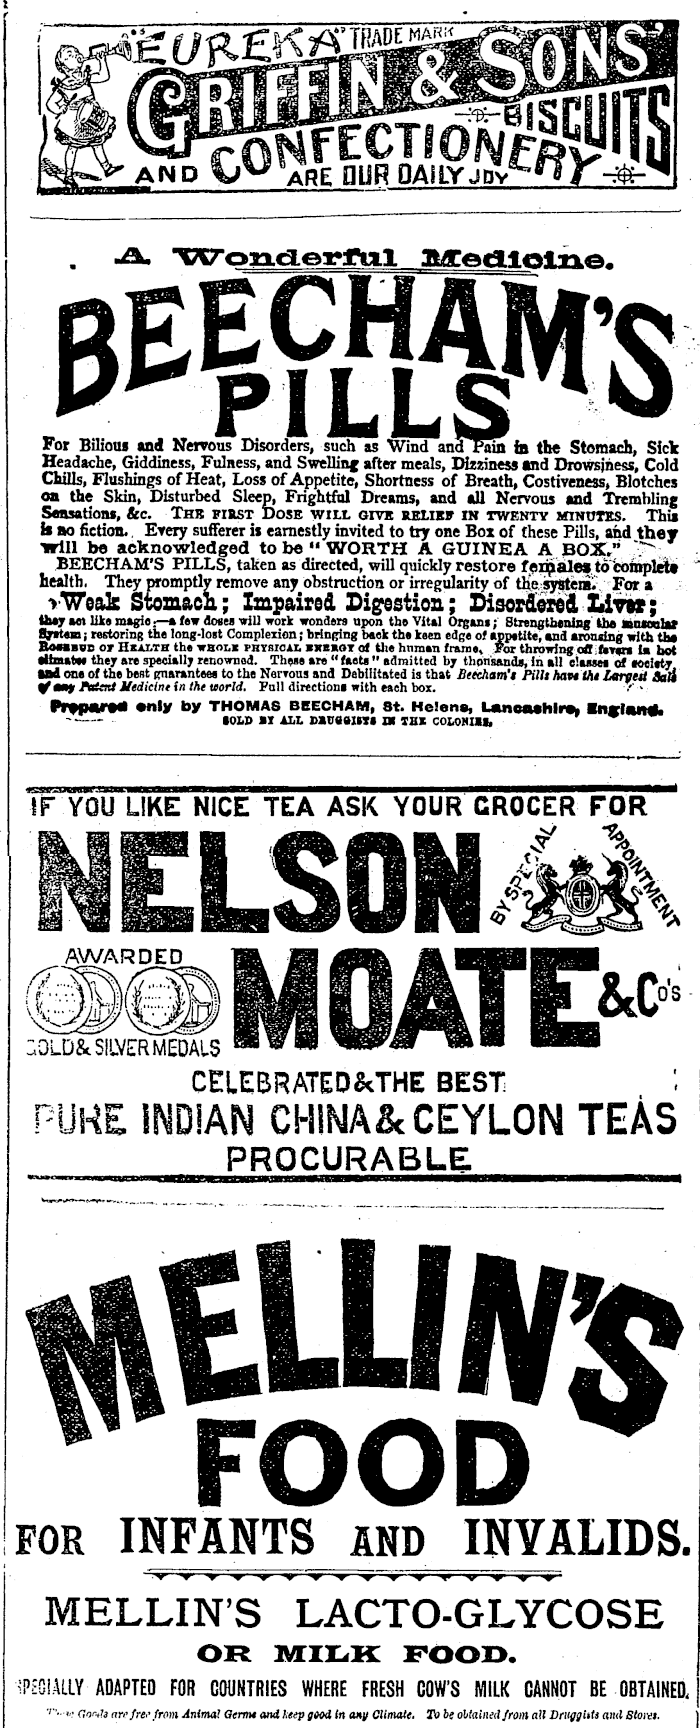 "EUREKA" TRADE MARK
GRIFFIN & SONS'
BISCUITS
AND CONFECTIONERY
ARE OUR DAILY JOY
A Wonderful Medicine.
BEECHAM'S
PILLS
For Bilious and Nervous Disorders, such as Wind and Pain in the Stomach, Sick
Headache, Giddiness, Fulness, and Swelling after meals, Dizziness and Drowsiness, Cold
Chills, Flushings of Heat, Loss of Appetite, Shortness of Breath, Costiveness, Blotches
on the Skin, Disturbed Sleep, Frightful Dreams, and all Nervous and Trembling
Sensations, &c. THE FIRST DOSE WILL GIVE RELIEF IN TWENTY MINUTES. This
is no fiction. Every sufferer is earnestly invited to try one Box of these Pills, and they
will be acknowledged to be "WORTH A GUINEA A BOX."
BEECHAM'S PILLS, taken as directed, will quickly restore females to complete
health. They promptly remove any obstruction or irregularity of the system. For a
Weak Stomach; Impaired Digestion; Disordered Liver;
they act like magic:—a few doses will work wonders upon the Vital Organs; Strengthening the muscular
System; restoring the long-lost Complexion; bringing back the keen edge of appetite, and arousing with the
ROSEBUD OF HEALTH the WHOLE PHYSICAL ENERGY of the human frame. For throwing off fevers in hot
climates they are specially renowned. These are "facts" admitted by thousands, in all classes of society,
and one of the best guarantees to the Nervous and Debilitated is that Beecham's Pills have the Largest Sale
of any Patent Medicine in the world. Full directions with each box.
Prepared only by THOMAS BEECHAM, St. Helens, Lancashire, England.
SOLD BY ALL DRUGGISTS IN THE COLONIES.
IF YOU LIKE NICE TEA ASK YOUR GROCER FOR
NELSON
BY SPECIAL APPOINTMENT
AWARDED
GOLD & SILVER MEDALS
MOATE & Co's
CELEBRATED & THE BEST
PURE INDIAN CHINA & CEYLON TEAS
PROCURABLE
MELLIN'S
FOOD
FOR INFANTS AND INVALIDS.
MELLIN'S LACTO-GLYCOSE
OR MILK FOOD.
SPECIALLY ADAPTED FOR COUNTRIES WHERE FRESH COW'S MILK CANNOT BE OBTAINED.
These Goods are free from Animal Germs and keep good in any Climate. To be obtained from all Druggists and Stores.